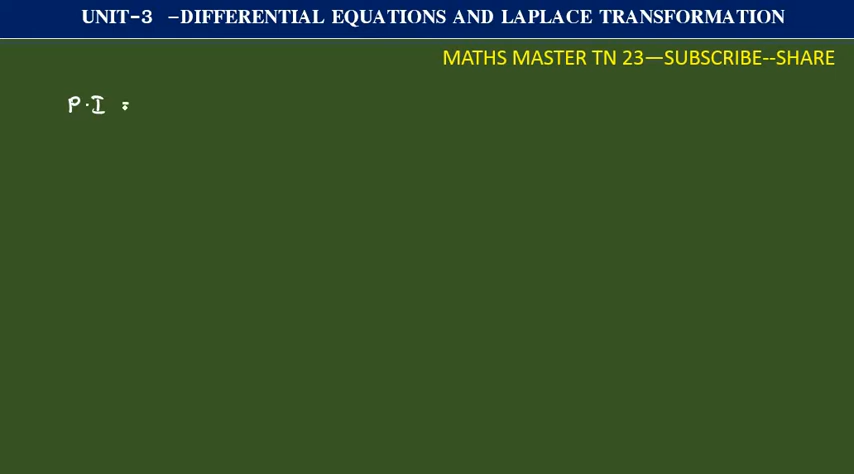 UNIT-3 –DIFFERENTIAL EQUATIONS AND LAPLACE TRANSFORMATION
MATHS MASTER TN 23—SUBSCRIBE--SHARE
P.I =